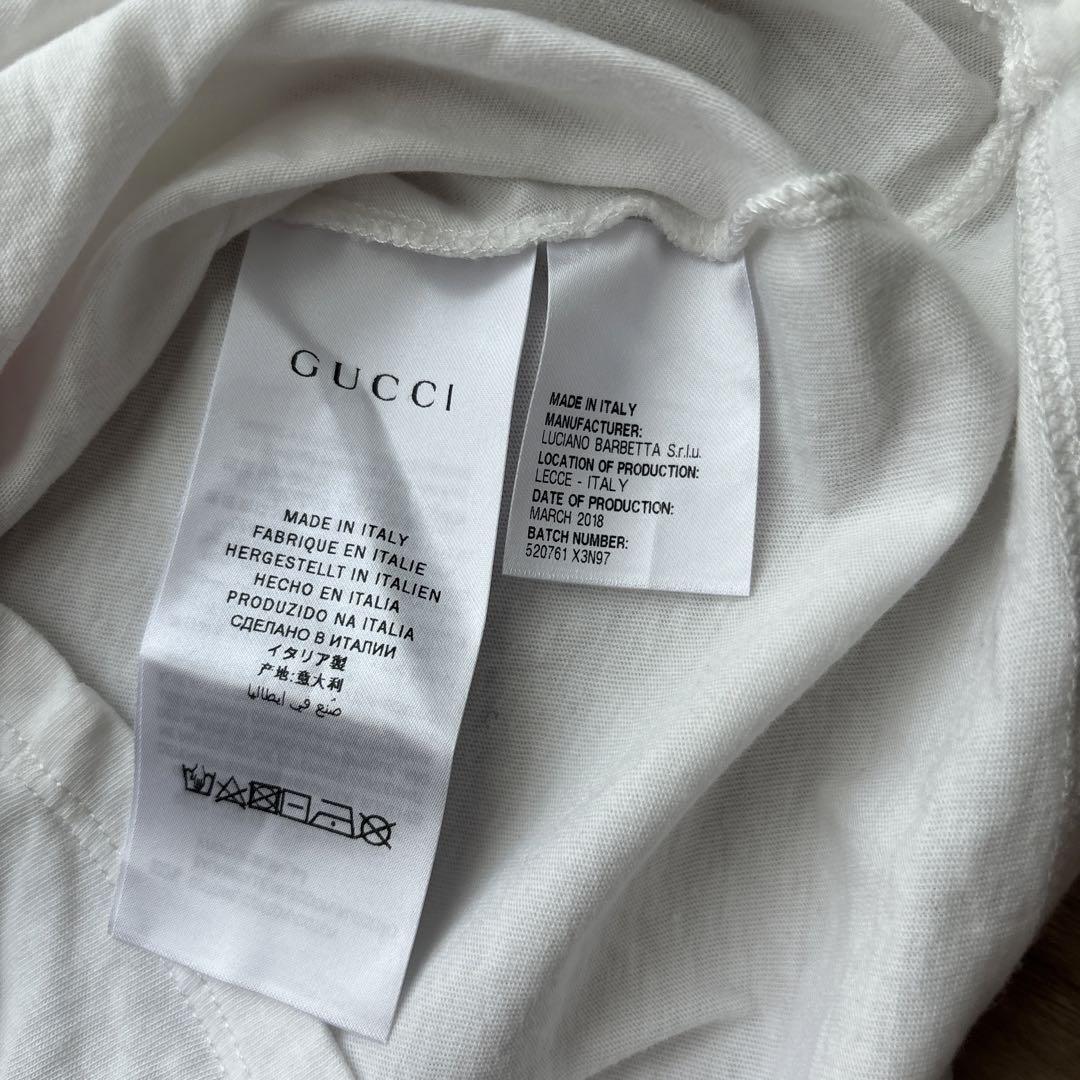 GUCCI
MADE IN ITALY
FABRIQUE EN ITALIE
HERGESTELLT IN ITALIEN
HECHO EN ITALIA
PRODUZIDO NA ITALIA
СДЕЛАНО В ИТАЛИИ
イタリア製
产地:意大利
صنع في ايطاليا
MADE IN ITALY
MANUFACTURER:
LUCIANO BARBETTA S.r.l.u.
LOCATION OF PRODUCTION:
LECCE - ITALY
DATE OF PRODUCTION:
MARCH 2018
BATCH NUMBER:
520761 X3N97